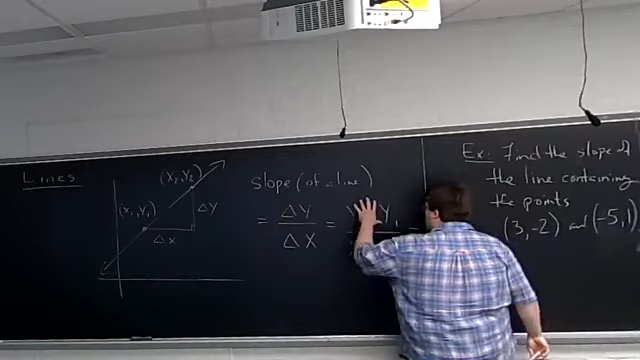 Lines
(X₂, Y₂)
(X₁, Y₁)
ΔY
ΔX
Slope (of a line)
= ΔY / ΔX =
Y₁
Ex: Find the slope of
the line containing
the points
(3,-2) and (-5,1)